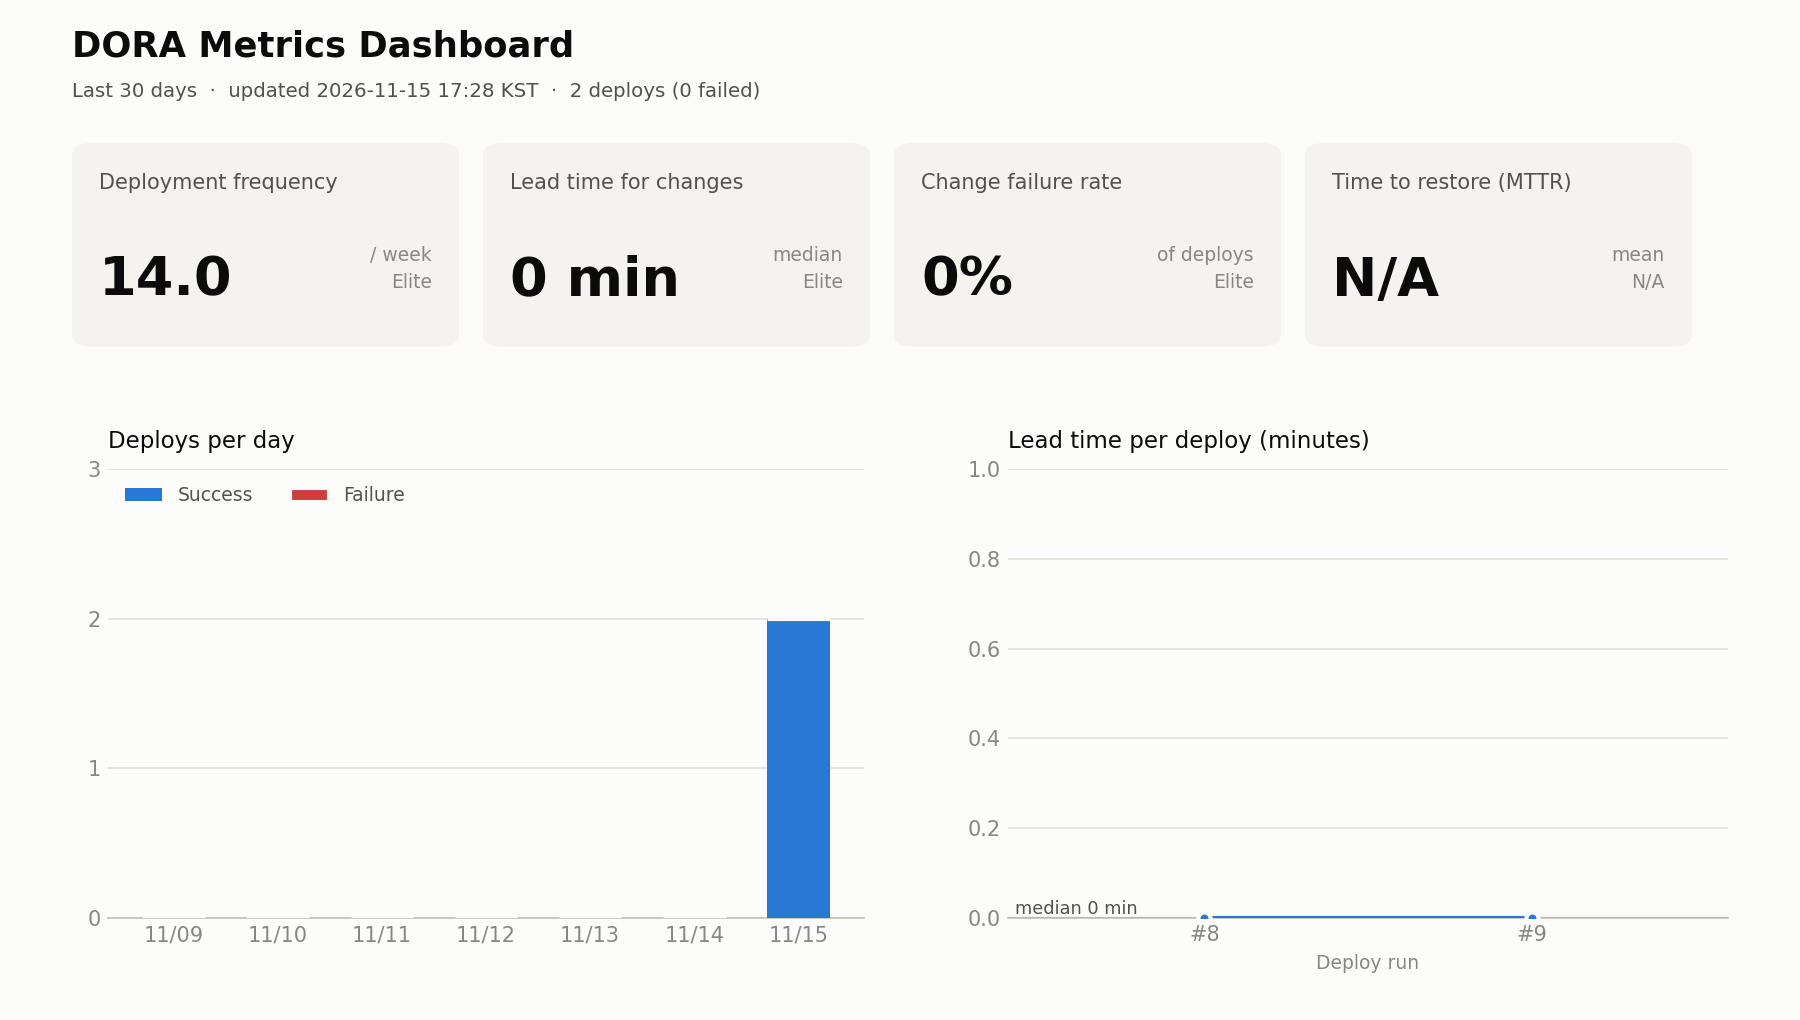 DORA Metrics Dashboard
Last 30 days · updated 2026-11-15 17:28 KST · 2 deploys (0 failed)
Deployment frequency
14.0
/ week
Elite
Lead time for changes
0 min
median
Elite
Change failure rate
0%
of deploys
Elite
Time to restore (MTTR)
N/A
mean
N/A
Deploys per day
3
Success
Failure
2
1
0
11/09
11/10
11/11
11/12
11/13
11/14
11/15
Lead time per deploy (minutes)
1.0
0.8
0.6
0.4
0.2
0.0
median 0 min
#8
#9
Deploy run